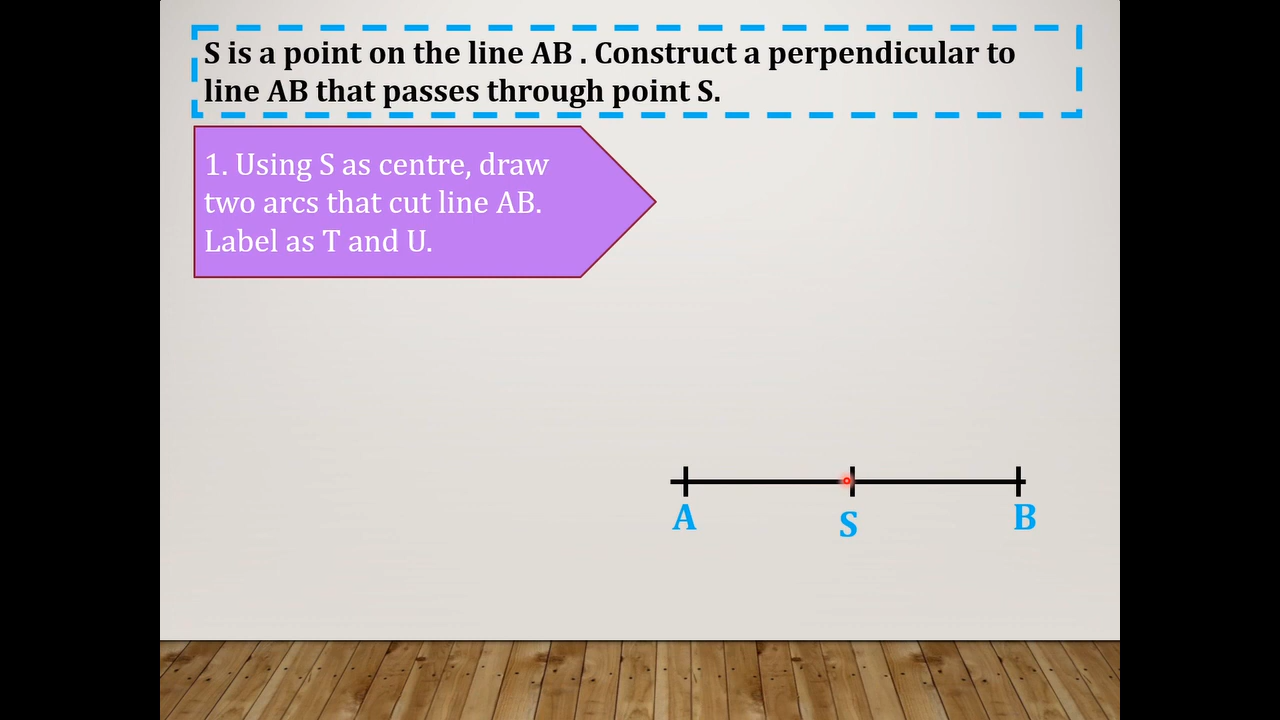 S is a point on the line AB . Construct a perpendicular to
line AB that passes through point S.
1. Using S as centre, draw
two arcs that cut line AB.
Label as T and U.
A
S
B